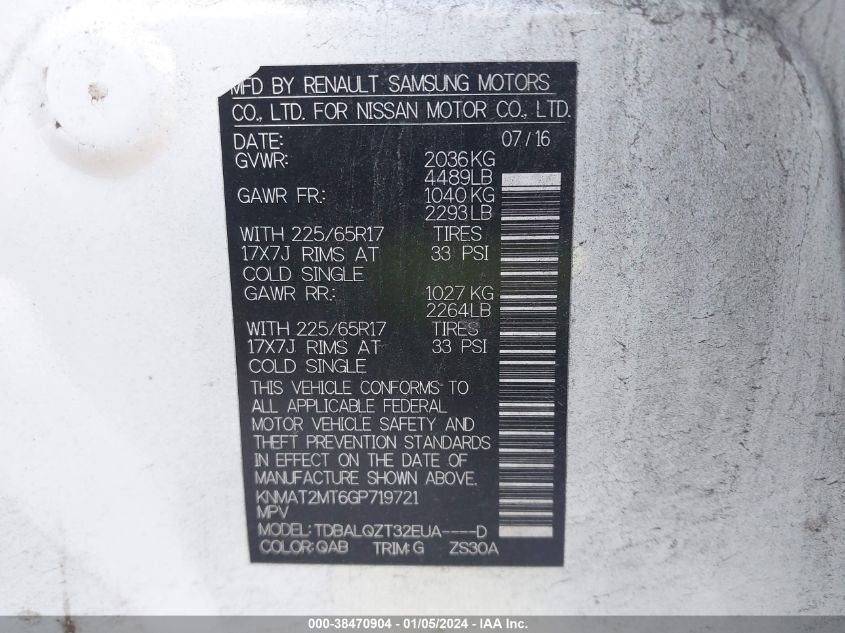 MFD BY RENAULT SAMSUNG MOTORS
CO., LTD. FOR NISSAN MOTOR CO., LTD.
DATE: 07/16
GVWR: 2036KG
4489LB
GAWR FR.: 1040 KG
2293LB
WITH 225/65R17 TIRES
17X7J RIMS AT 33 PSI
COLD SINGLE
GAWR RR.: 1027 KG
2264LB
WITH 225/65R17 TIRES
17X7J RIMS AT 33 PSI
COLD SINGLE
THIS VEHICLE CONFORMS TO
ALL APPLICABLE FEDERAL
MOTOR VEHICLE SAFETY AND
THEFT PREVENTION STANDARDS
IN EFFECT ON THE DATE OF
MANUFACTURE SHOWN ABOVE.
KNMAT2MT6GP719721
MPV
MODEL: TDBALQZT32EUA----D
COLOR: QAB TRIM: G ZS30A
000-38470904 - 01/05/2024 - IAA Inc.